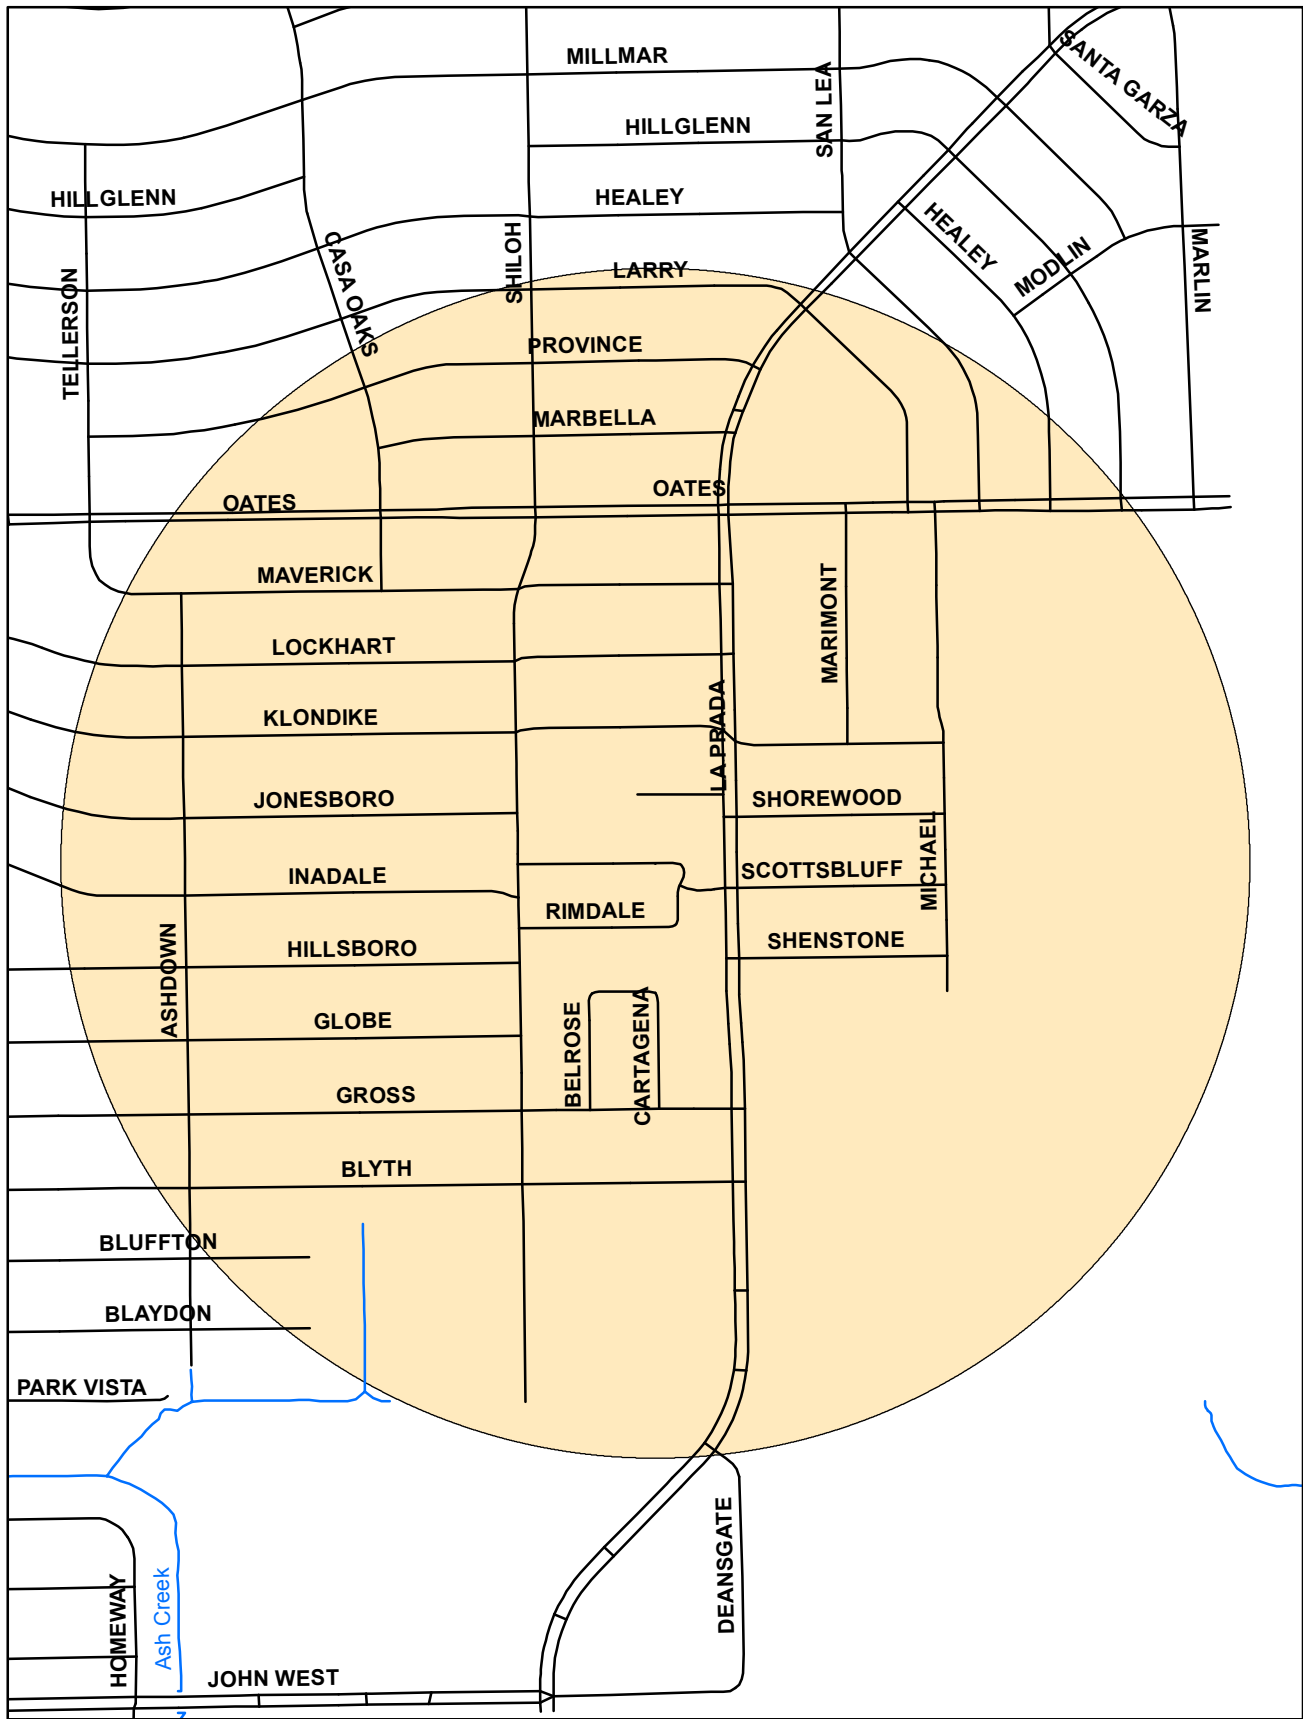 SANTA GARZA
MILLMAR
SAN LEA
HILLGLENN
HILLGLENN
HEALEY
HEALEY
MODLIN
MARLIN
CASA OAKS
SHILOH
LARRY
TELLERSON
PROVINCE
MARBELLA
OATES
OATES
MAVERICK
MARIMONT
LOCKHART
KLONDIKE
LA PRADA
JONESBORO
SHOREWOOD
MICHAEL
SCOTTSBLUFF
INADALE
RIMDALE
SHENSTONE
ASHDOWN
HILLSBORO
GLOBE
BELROSE
CARTAGENA
GROSS
BLYTH
BLUFFTON
BLAYDON
PARK VISTA
DEANSGATE
HOMEWAY
Ash Creek
JOHN WEST